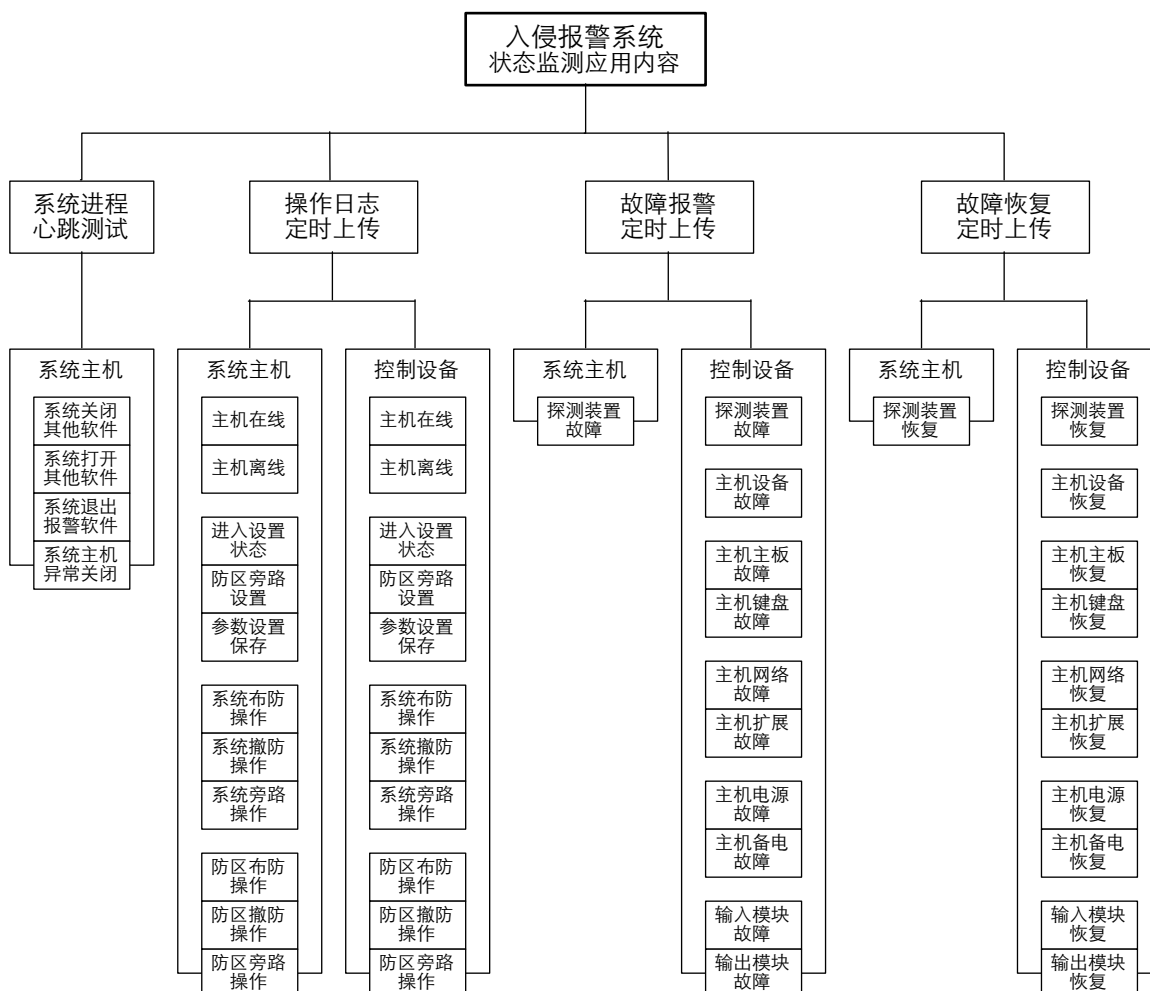 入侵报警系统
状态监测应用内容
系统进程
心跳测试
操作日志
定时上传
故障报警
定时上传
故障恢复
定时上传
系统主机
系统关闭
其他软件
系统打开
其他软件
系统退出
报警软件
系统主机
异常关闭
系统主机
主机在线
主机离线
进入设置
状态
防区旁路
设置
参数设置
保存
系统布防
操作
系统撤防
操作
系统旁路
操作
防区布防
操作
防区撤防
操作
防区旁路
操作
控制设备
主机在线
主机离线
进入设置
状态
防区旁路
设置
参数设置
保存
系统布防
操作
系统撤防
操作
系统旁路
操作
防区布防
操作
防区撤防
操作
防区旁路
操作
系统主机
探测装置
故障
控制设备
探测装置
故障
主机设备
故障
主机主板
故障
主机键盘
故障
主机网络
故障
主机扩展
故障
主机电源
故障
主机备电
故障
输入模块
故障
输出模块
故障
系统主机
探测装置
恢复
控制设备
探测装置
恢复
主机设备
恢复
主机主板
恢复
主机键盘
恢复
主机网络
恢复
主机扩展
恢复
主机电源
恢复
主机备电
恢复
输入模块
恢复
输出模块
恢复